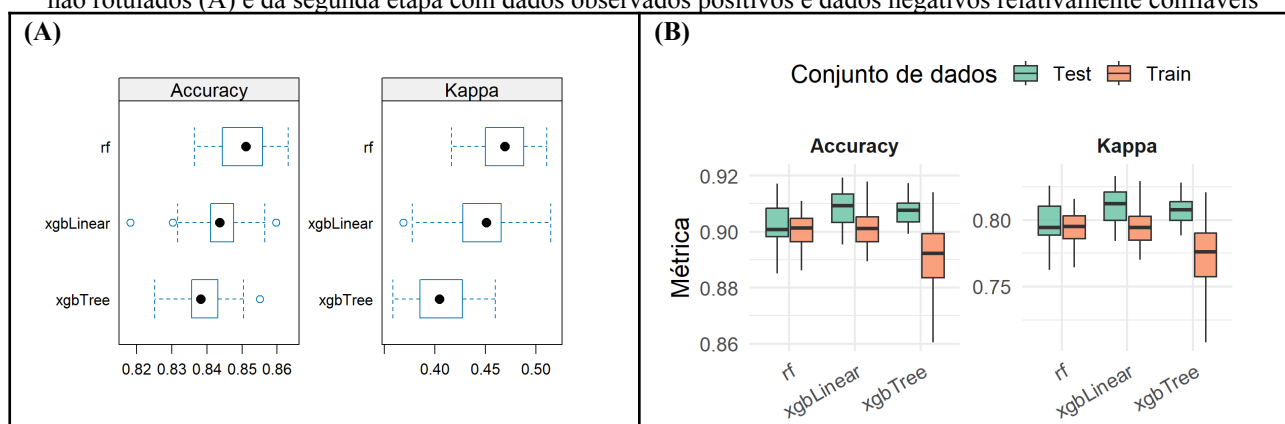 não rotulados (A) e da segunda etapa com dados observados positivos e dados negativos relativamente confiáveis
(A)
Accuracy
Kappa
rf
xgbLinear
xgbTree
rf
xgbLinear
xgbTree
0.82 0.83 0.84 0.85 0.86
0.40 0.45 0.50
(B)
Conjunto de dados Test Train
Accuracy
Kappa
Métrica
0.92
0.90
0.88
0.86
0.80
0.75
rf
xgbLinear
xgbTree
rf
xgbLinear
xgbTree